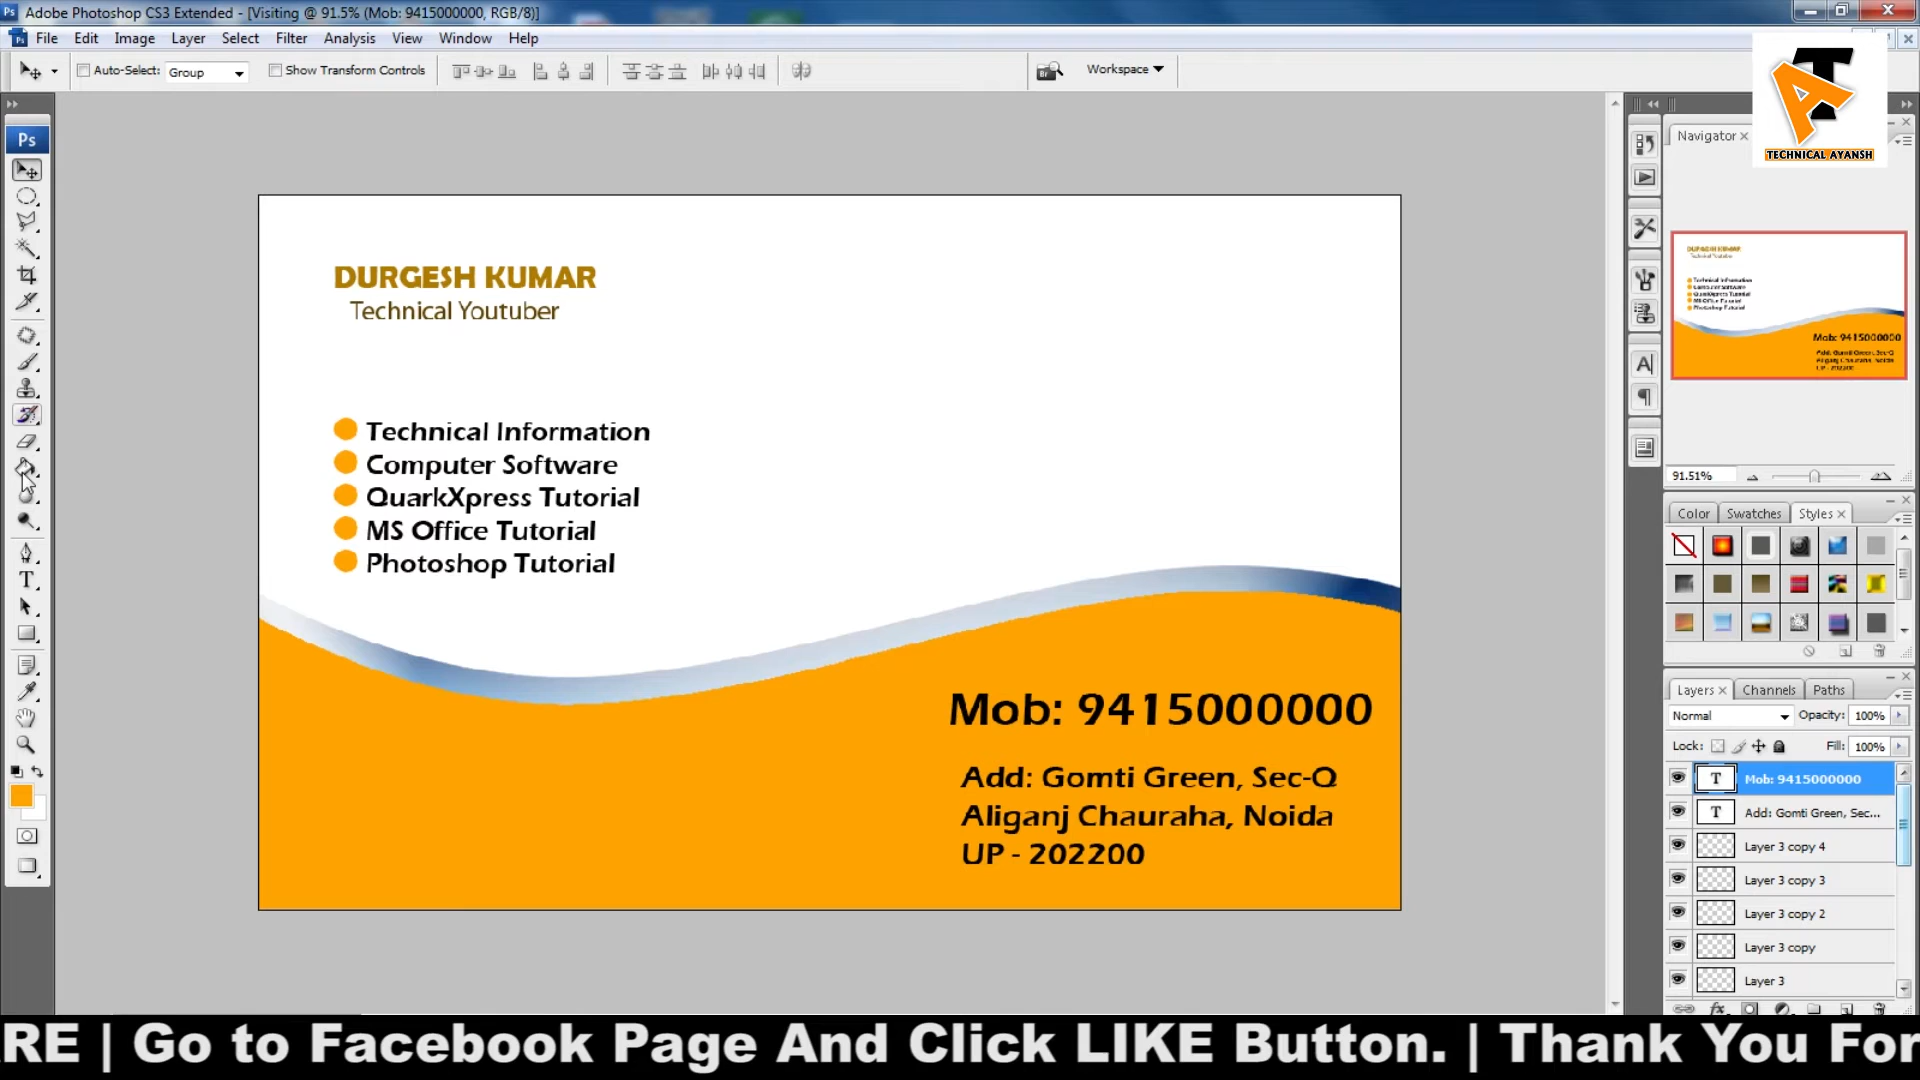 Adobe Photoshop CS3 Extended - [Visiting @ 91.5% (Mob: 9415000000, RGB/8)]
File Edit Image Layer Select Filter Analysis View Window Help
Auto-Select: Group Show Transform Controls Workspace
TECHNICAL AYANSH
Ps
Navigator
DURGESH KUMAR
Technical Youtuber
Technical Information
Computer Software
QuarkXpress Tutorial
MS Office Tutorial
Photoshop Tutorial
Mob: 9415000000
Add: Gomti Green, Sec-Q
Aliganj Chauraha, Noida
UP - 202200
91.51%
Color Swatches Styles
Layers Channels Paths
Normal Opacity: 100%
Lock: Fill: 100%
T Mob: 9415000000
T Add: Gomti Green, Sec...
Layer 3 copy 4
Layer 3 copy 3
Layer 3 copy 2
Layer 3 copy
Layer 3
RE | Go to Facebook Page And Click LIKE Button. | Thank You For